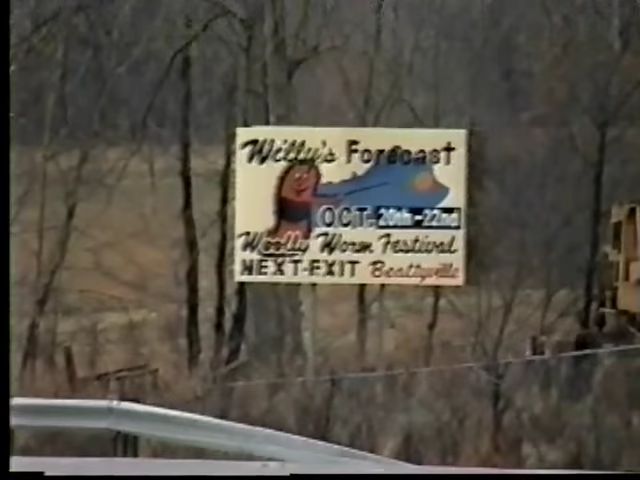 Willy's Forecast
OCT. 20th-22nd
Woolly Worm Festival
NEXT-EXIT Beattyville